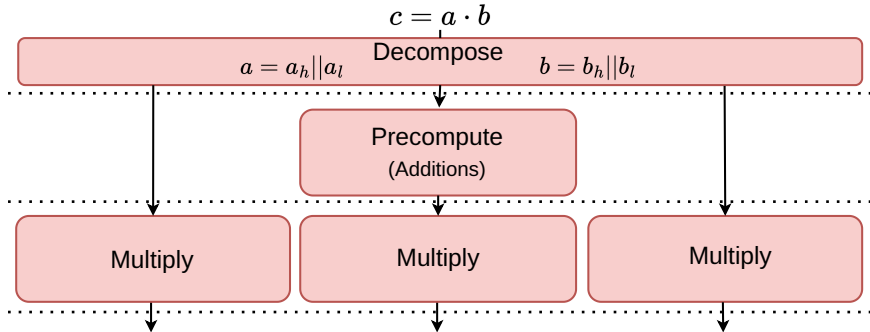 c = a · b
Decompose
a = a_h||a_l b = b_h||b_l
Precompute
(Additions)
Multiply Multiply Multiply